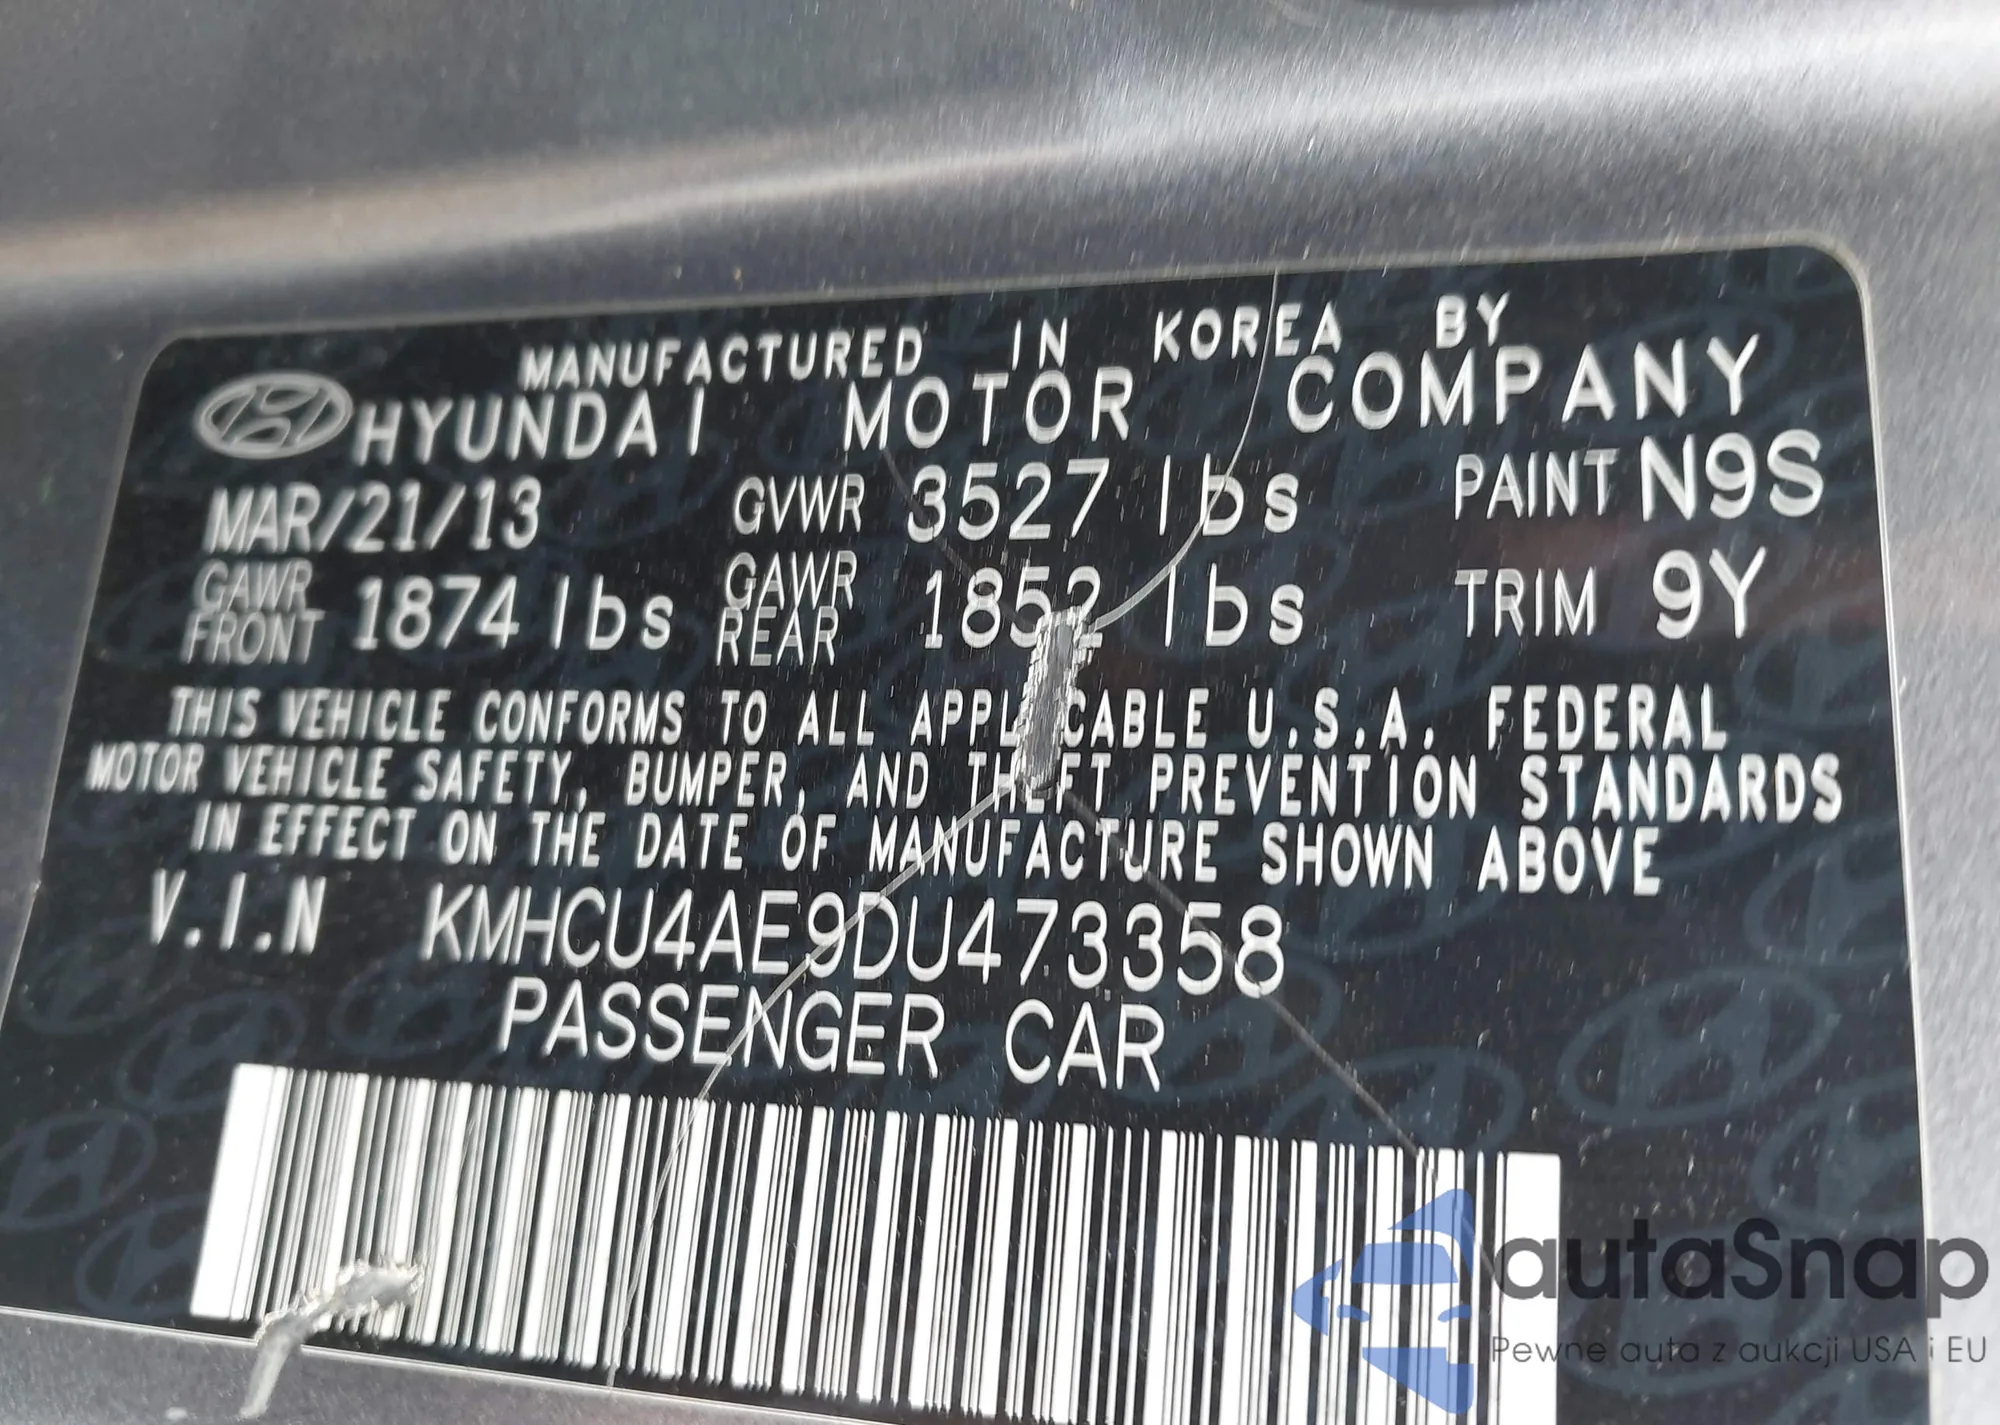 MANUFACTURED IN KOREA BY
HYUNDAI MOTOR COMPANY
MAR/21/13 GVWR 3527 lbs PAINT N9S
GAWR FRONT 1874 lbs GAWR REAR 1852 lbs TRIM 9Y
THIS VEHICLE CONFORMS TO ALL APPLICABLE U.S.A. FEDERAL
MOTOR VEHICLE SAFETY, BUMPER, AND THEFT PREVENTION STANDARDS
IN EFFECT ON THE DATE OF MANUFACTURE SHOWN ABOVE
V.I.N KMHCU4AE9DU473358
PASSENGER CAR
autaSnap
Pewne auta z aukcji USA i EU